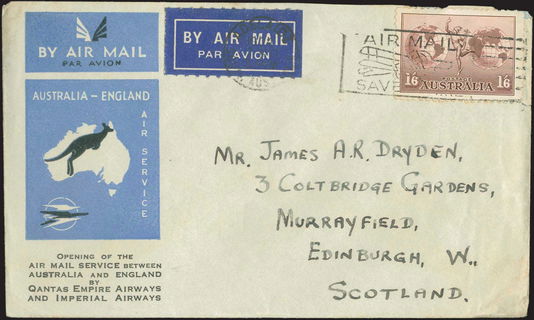 BY AIR MAIL
PAR AVION
BY AIR MAIL
PAR AVION
AIR MAIL
SAVE
1/6 AUSTRALIA 1/6
AUSTRALIA – ENGLAND
AIR SERVICE
MR. JAMES A.R. DRYDEN,
3 COLTBRIDGE GARDENS,
MURRAYFIELD,
EDINBURGH, W.,
SCOTLAND.
OPENING OF THE
AIR MAIL SERVICE BETWEEN
AUSTRALIA AND ENGLAND
BY
QANTAS EMPIRE AIRWAYS
AND IMPERIAL AIRWAYS